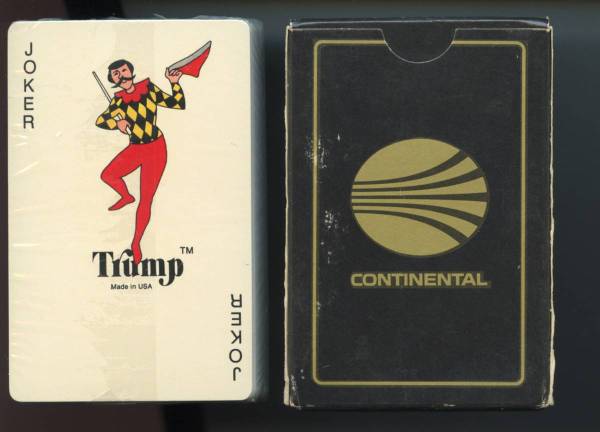 JOKER
Trump™
Made in USA
JOKER
CONTINENTAL